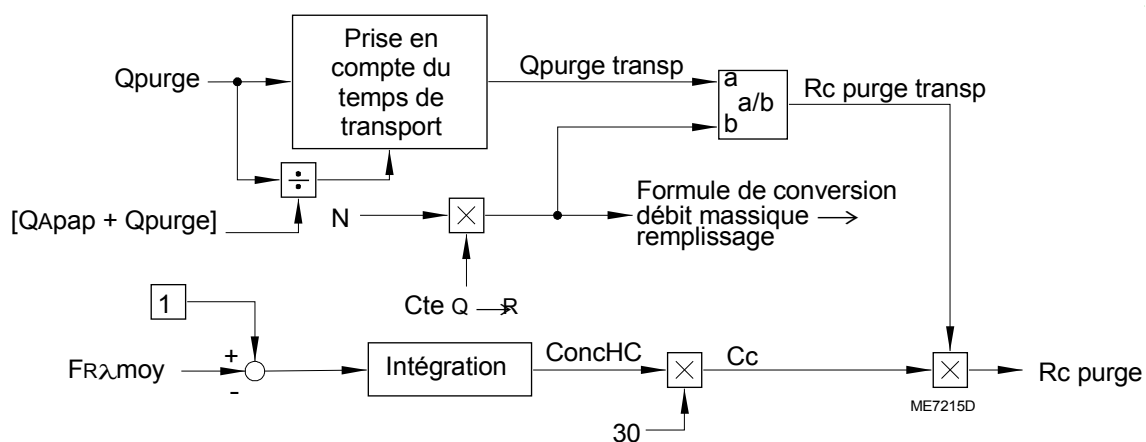 Prise en
compte du
temps de
transport
Qpurge
Qpurge transp
a
a/b
b
Rc purge transp
÷
[QApap + Qpurge]
N
×
Formule de conversion
débit massique →
remplissage
Cte Q → R
1
FRλmoy
+
-
Intégration
ConcHC
×
Cc
30
×
ME7215D
Rc purge